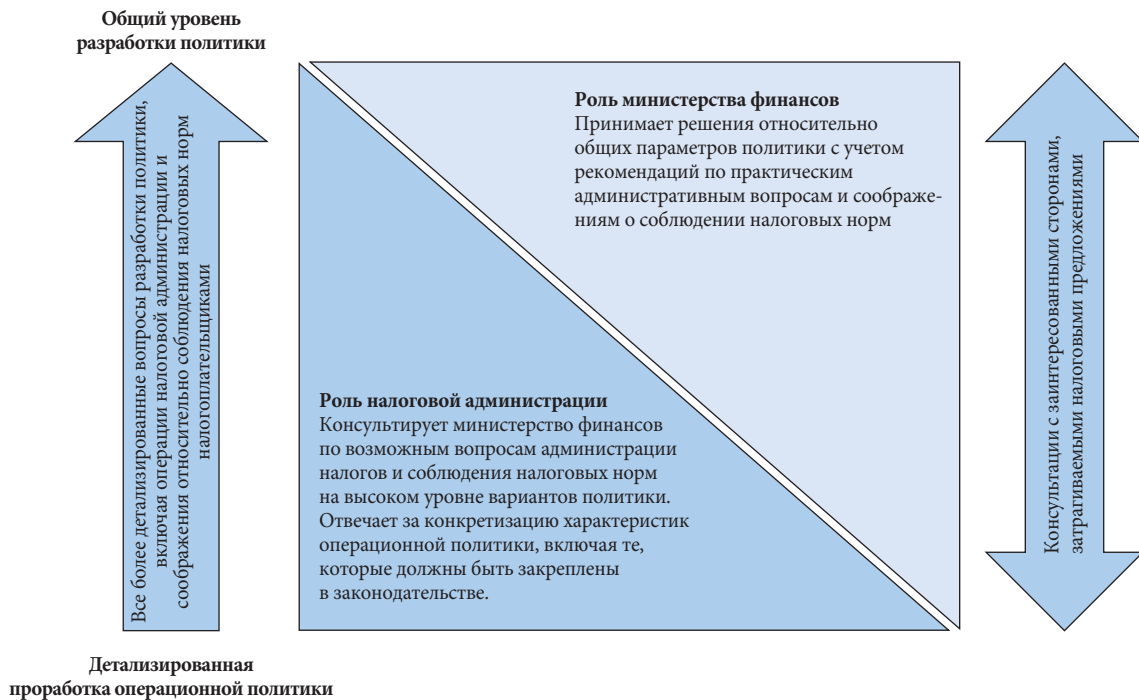 Общий уровень
разработки политики
Все более детализированные вопросы разработки политики,
включая операции налоговой администрации и
соображения относительно соблюдения налоговых норм
налогоплательщиками
Роль министерства финансов
Принимает решения относительно
общих параметров политики с учетом
рекомендаций по практическим
административным вопросам и соображе-
ниям о соблюдении налоговых норм
Роль налоговой администрации
Консультирует министерство финансов
по возможным вопросам администрации
налогов и соблюдения налоговых норм
на высоком уровне вариантов политики.
Отвечает за конкретизацию характеристик
операционной политики, включая те,
которые должны быть закреплены
в законодательстве.
Консультации с заинтересованными сторонами,
затрагиваемыми налоговыми предложениями
Детализированная
проработка операционной политики